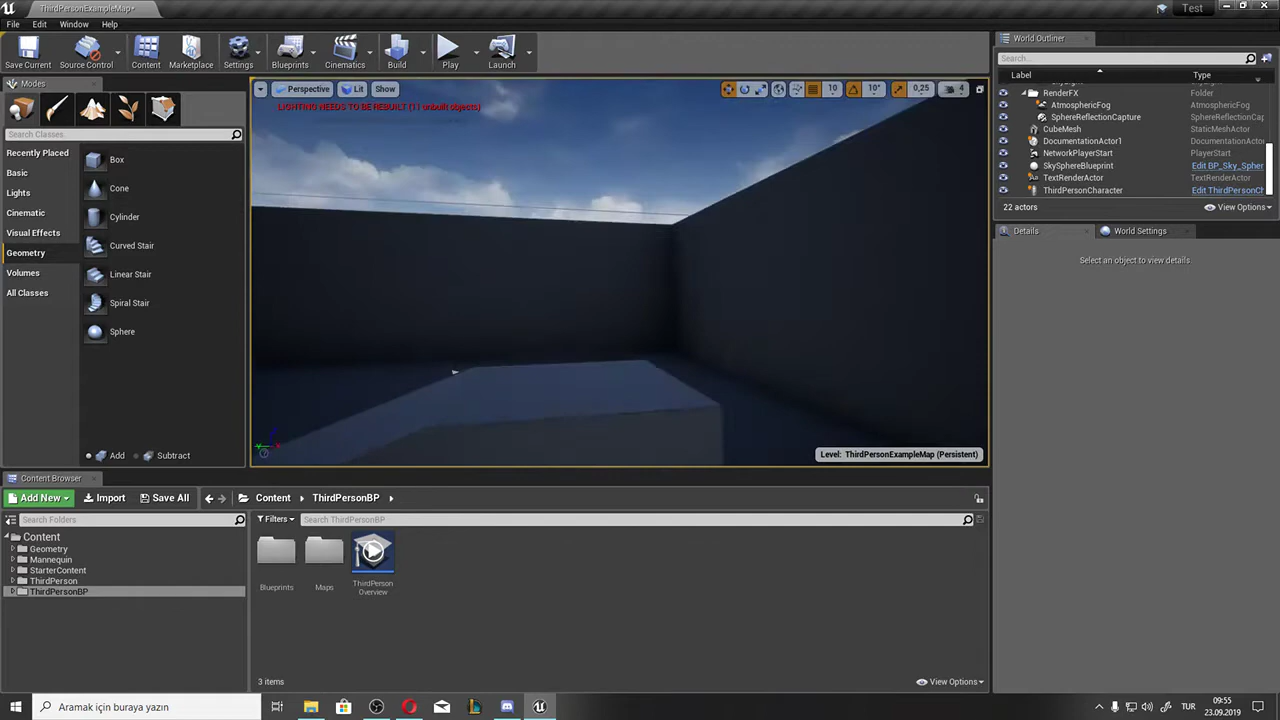 ThirdPersonExampleMap*
Test
File Edit Window Help
Save Current
Source Control
Content
Marketplace
Settings
Blueprints
Cinematics
Build
Play
Launch
Modes
Search Classes
Recently Placed
Basic
Lights
Cinematic
Visual Effects
Geometry
Volumes
All Classes
Box
Cone
Cylinder
Curved Stair
Linear Stair
Spiral Stair
Sphere
Add
Subtract
Perspective
Lit
Show
10
10°
0,25
4
LIGHTING NEEDS TO BE REBUILT (11 unbuilt objects)
Level: ThirdPersonExampleMap (Persistent)
World Outliner
Search...
Label Type
RenderFX Folder
AtmosphericFog AtmosphericFog
SphereReflectionCapture SphereReflectionCap
CubeMesh StaticMeshActor
DocumentationActor1 DocumentationActor
NetworkPlayerStart PlayerStart
SkySphereBlueprint Edit BP_Sky_Spher
TextRenderActor TextRenderActor
ThirdPersonCharacter Edit ThirdPersonCh
22 actors
View Options
Details
World Settings
Select an object to view details.
Content Browser
Add New
Import
Save All
Content
ThirdPersonBP
Search Folders
Filters
Search ThirdPersonBP
Content
Geometry
Mannequin
StarterContent
ThirdPerson
ThirdPersonBP
Blueprints
Maps
ThirdPerson
Overview
3 items
View Options
Aramak için buraya yazın
TUR
09:55
23.09.2019